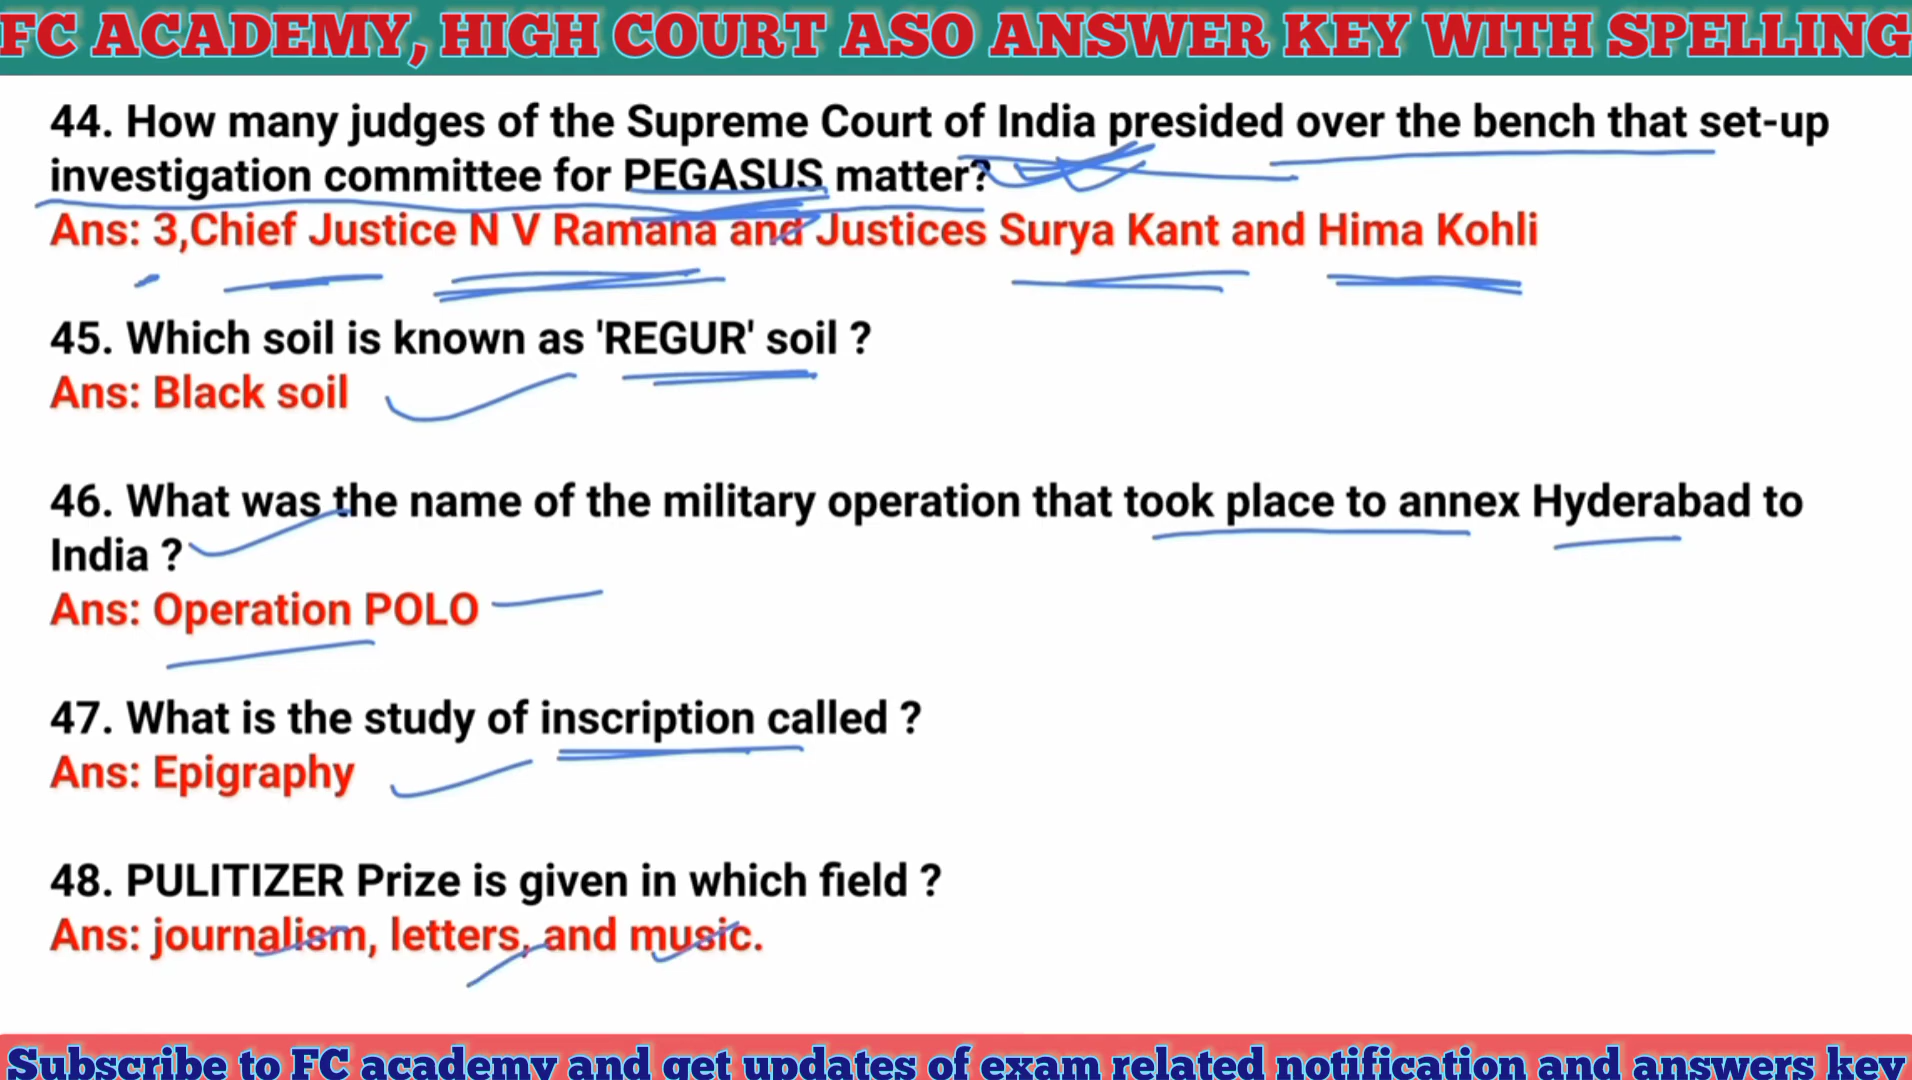 FC ACADEMY, HIGH COURT ASO ANSWER KEY WITH SPELLING
44. How many judges of the Supreme Court of India presided over the bench that set-up
investigation committee for PEGASUS matter?
Ans: 3,Chief Justice N V Ramana and Justices Surya Kant and Hima Kohli
45. Which soil is known as 'REGUR' soil ?
Ans: Black soil
46. What was the name of the military operation that took place to annex Hyderabad to
India ?
Ans: Operation POLO
47. What is the study of inscription called ?
Ans: Epigraphy
48. PULITIZER Prize is given in which field ?
Ans: journalism, letters, and music.
Subscribe to FC academy and get updates of exam related notification and answers key